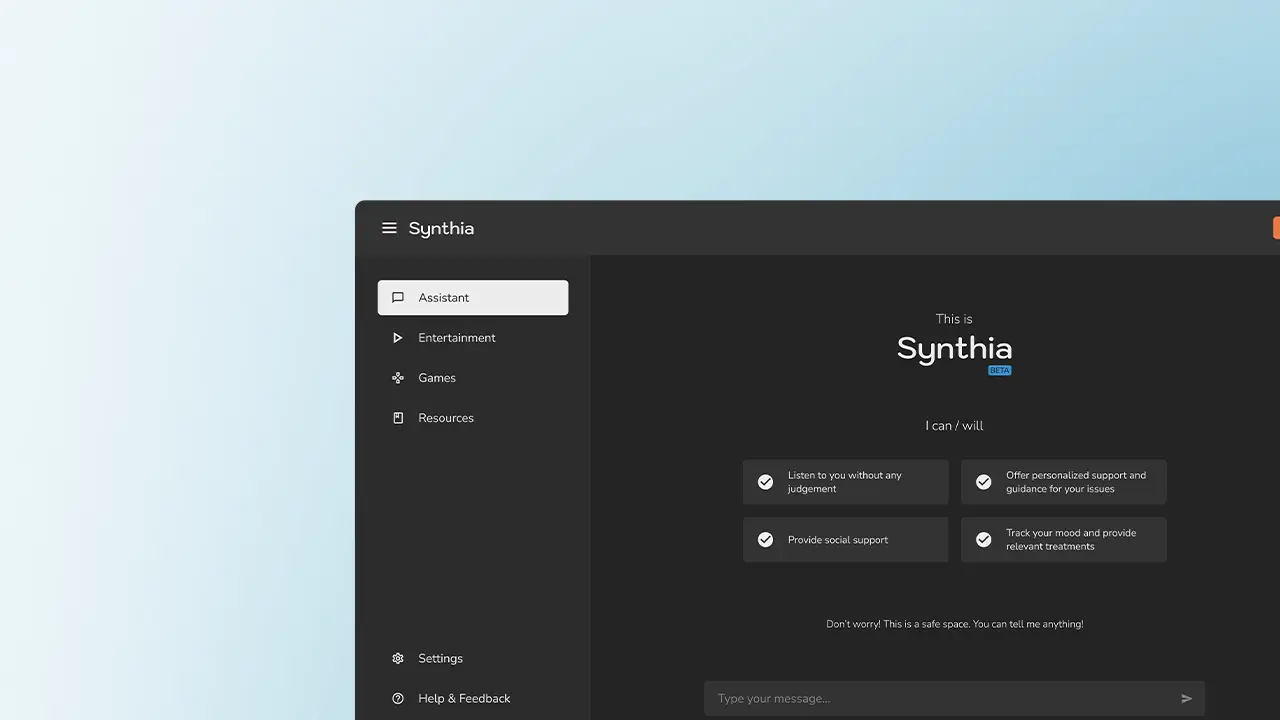 Synthia
Assistant
Entertainment
Games
Resources
Settings
Help & Feedback
This is
Synthia
BETA
I can / will
Listen to you without any
judgement
Offer personalized support and
guidance for your issues
Provide social support
Track your mood and provide
relevant treatments
Don't worry! This is a safe space. You can tell me anything!
Type your message...